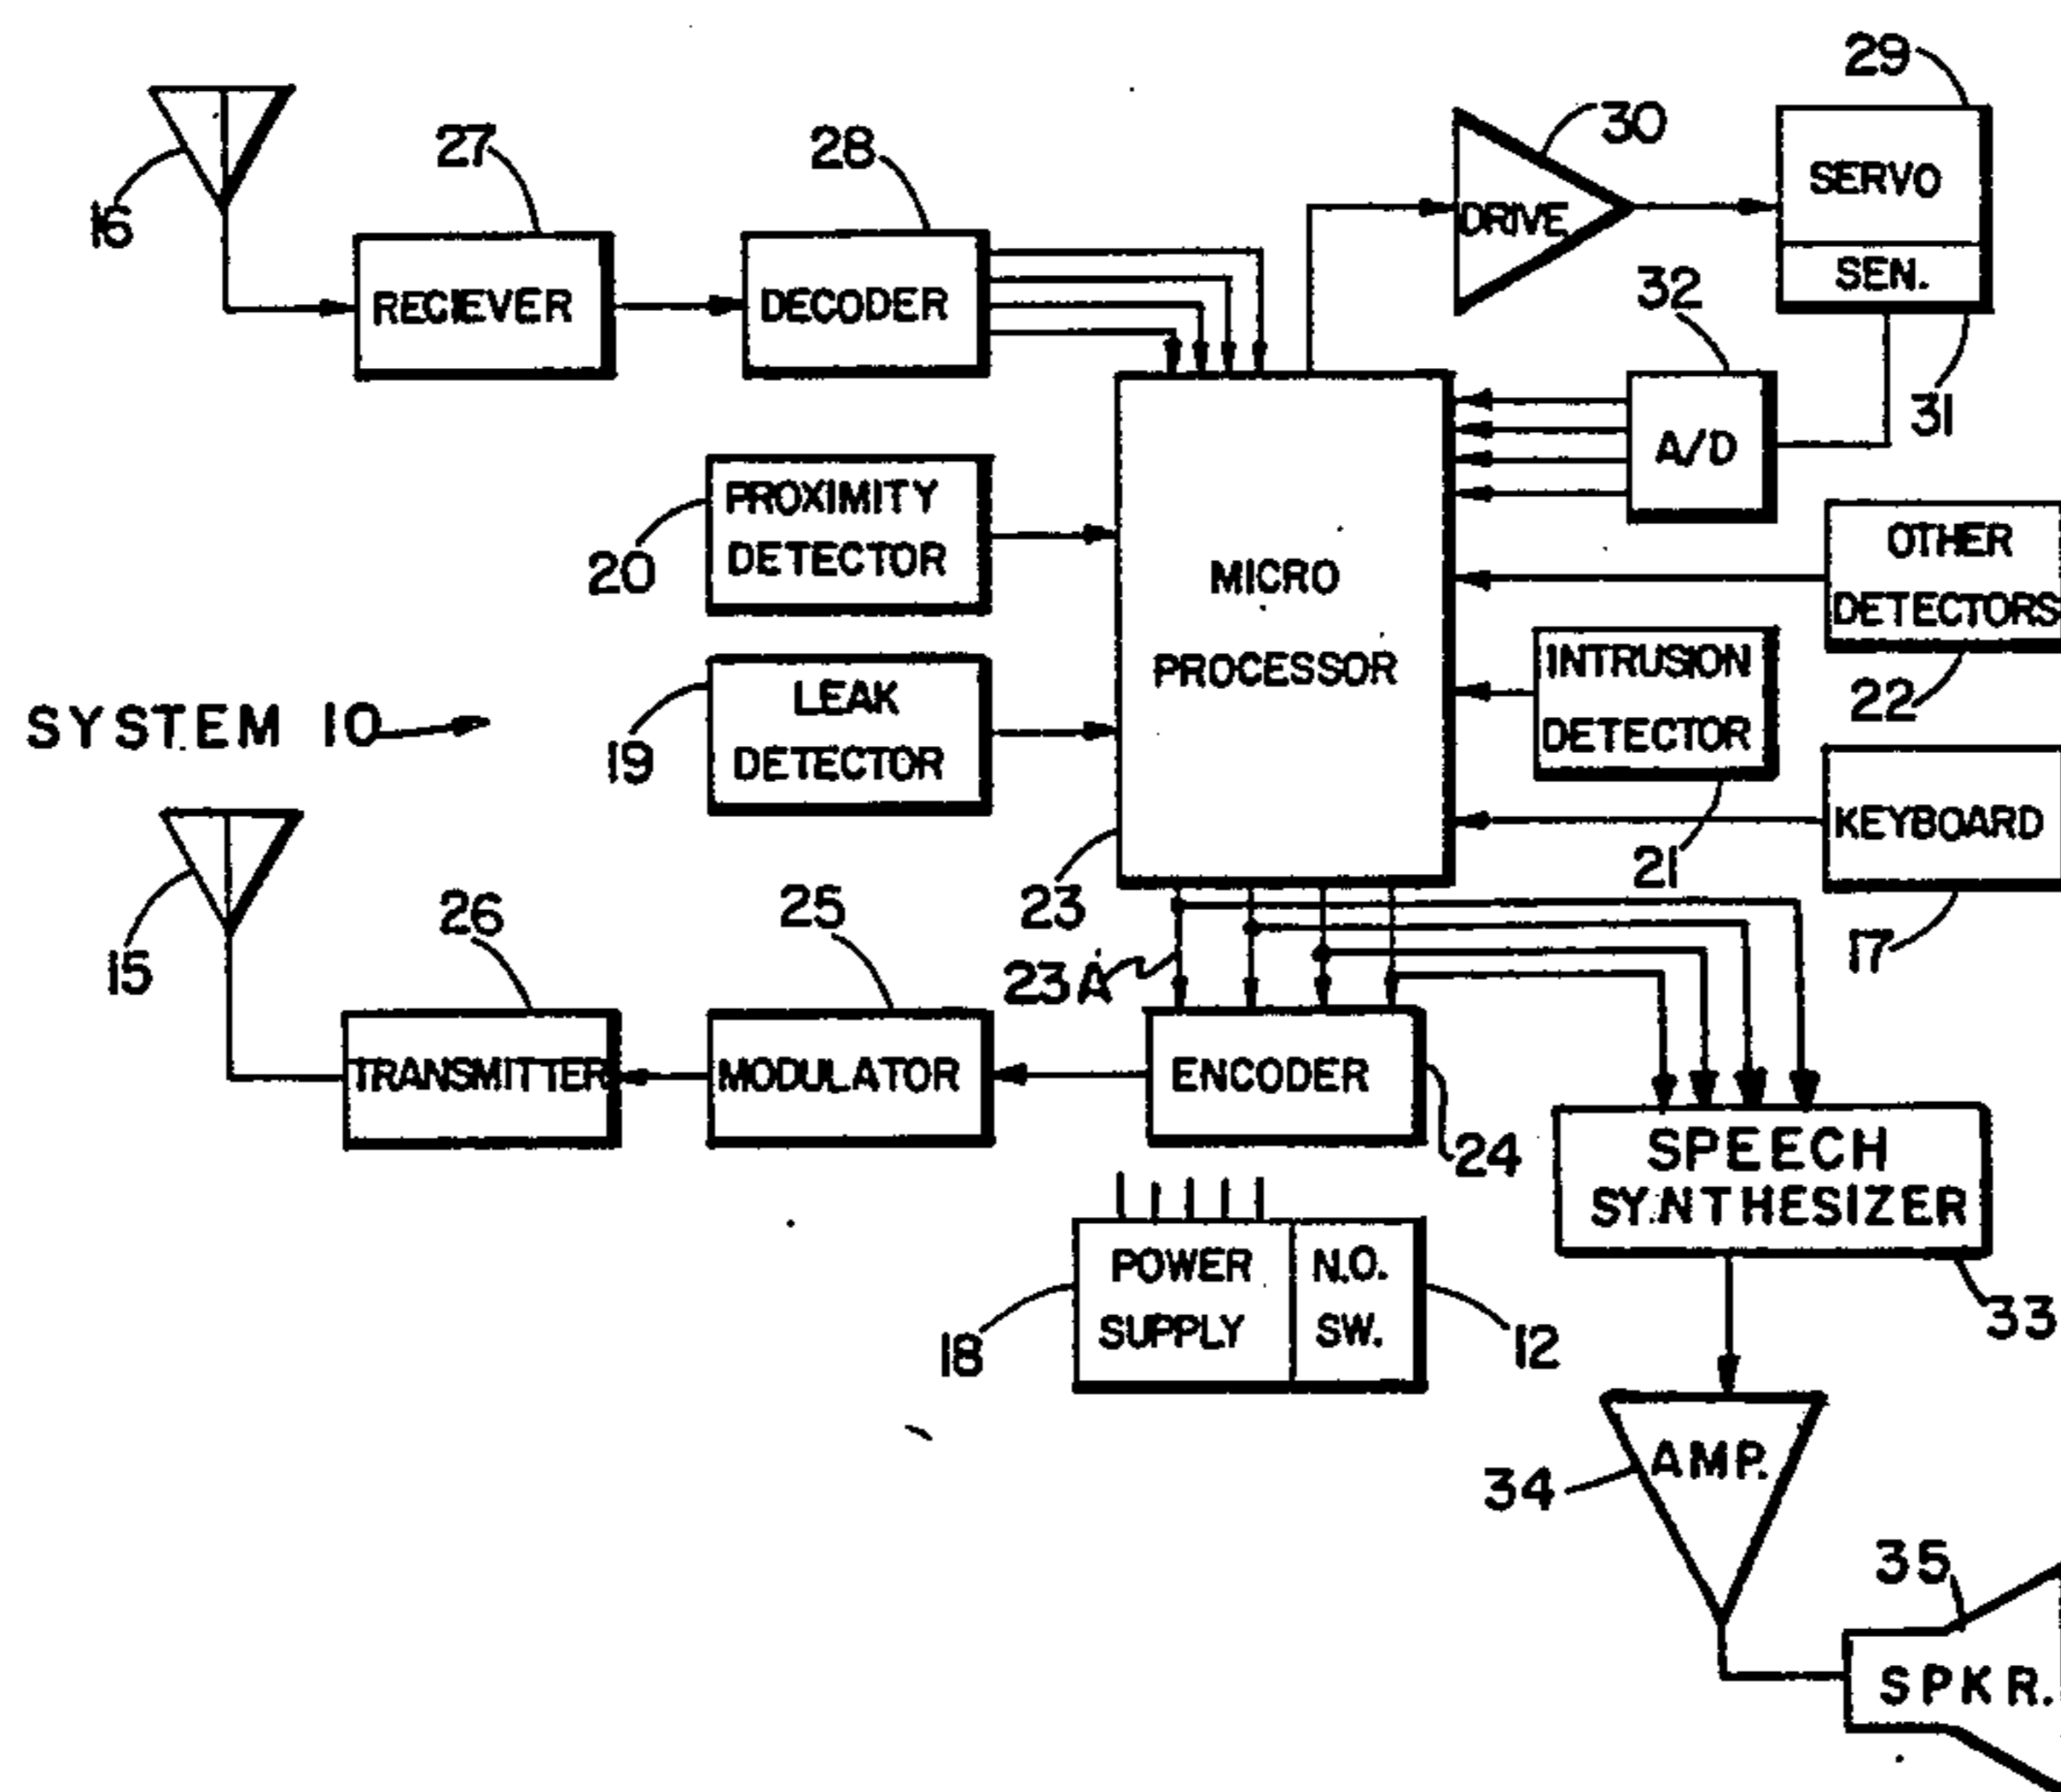 29
30
27
28
SERVO
16
DRIVE
SEN.
32
RECIEVER
DECODER
31
A/D
PROXIMITY
DETECTOR
20
OTHER
DETECTORS
MICRO
PROCESSOR
INTRUSION
DETECTOR
22
LEAK
DETECTOR
19
SYSTEM 10
KEYBOARD
21
23
17
26
25
15
23A
TRANSMITTER
MODULATOR
ENCODER
24
SPEECH
SYNTHESIZER
POWER
SUPPLY
N.O.
SW.
33
18
12
AMP.
34
35
SPKR.